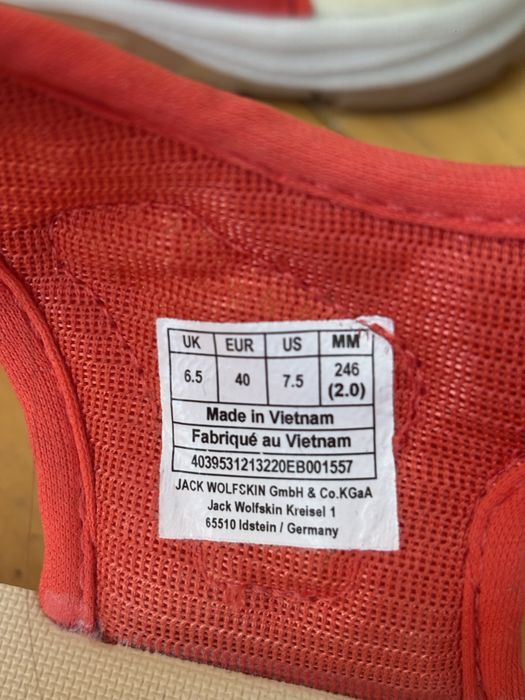 UK EUR US MM
6.5 40 7.5 246 (2.0)
Made in Vietnam
Fabriqué au Vietnam
4039531213220EB001557
JACK WOLFSKIN GmbH & Co.KGaA
Jack Wolfskin Kreisel 1
65510 Idstein / Germany